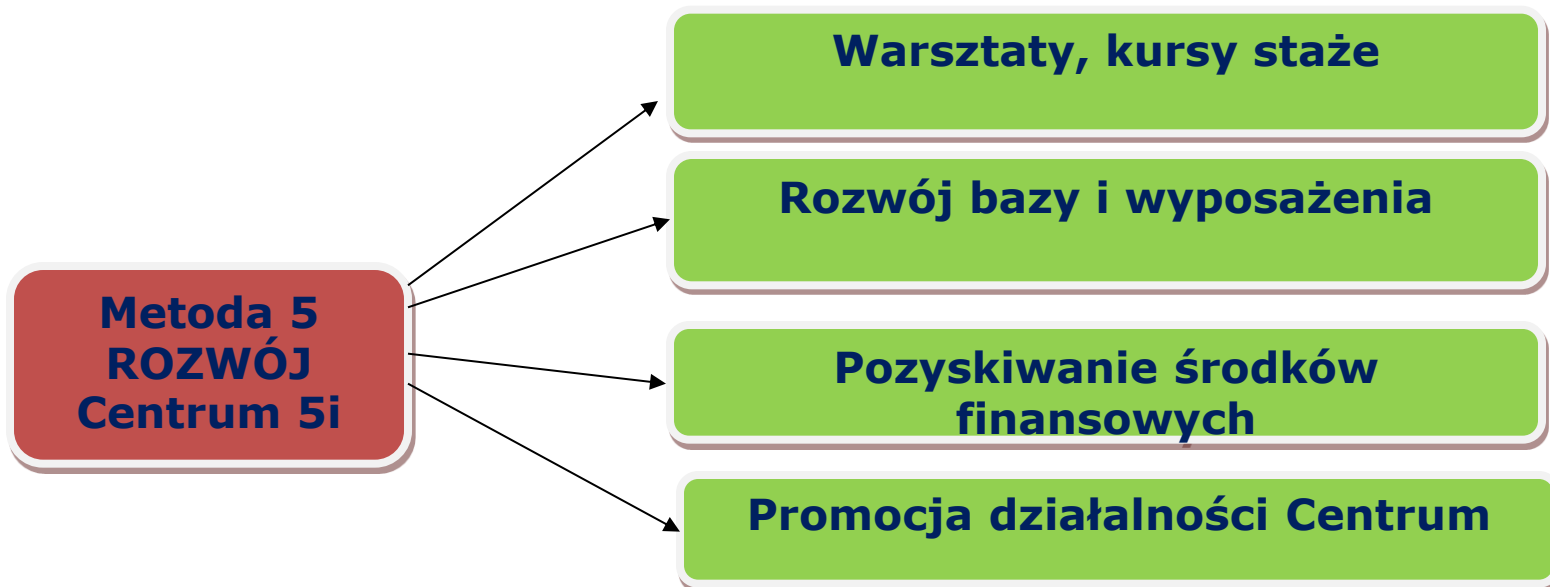 Warsztaty, kursy staże
Rozwój bazy i wyposażenia
Metoda 5
ROZWÓJ
Centrum 5i
Pozyskiwanie środków
finansowych
Promocja działalności Centrum